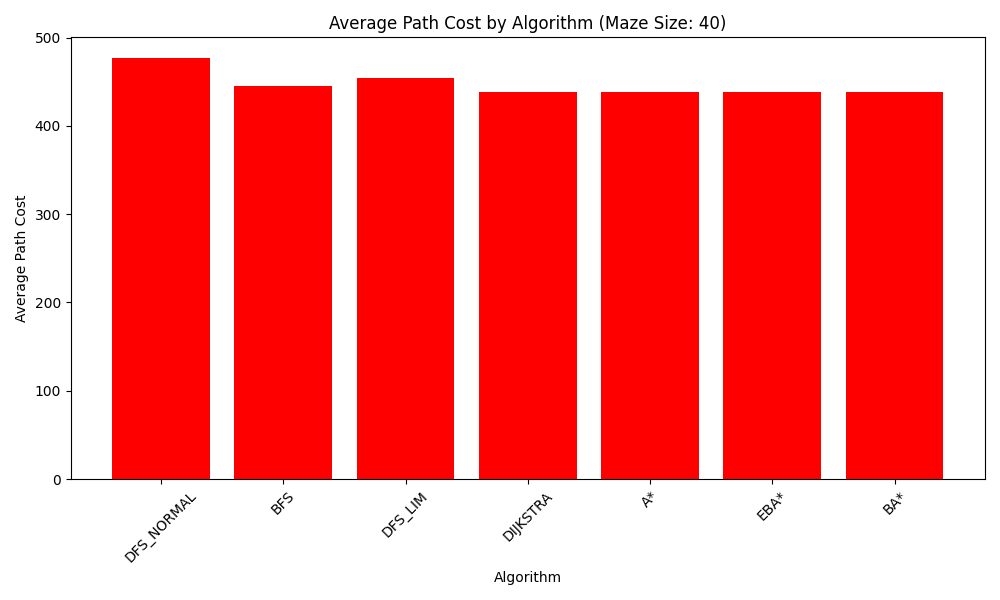 Average Path Cost by Algorithm (Maze Size: 40)
Average Path Cost
500
400
300
200
100
0
DFS_NORMAL
BFS
DFS_LIM
DIJKSTRA
A*
EBA*
BA*
Algorithm